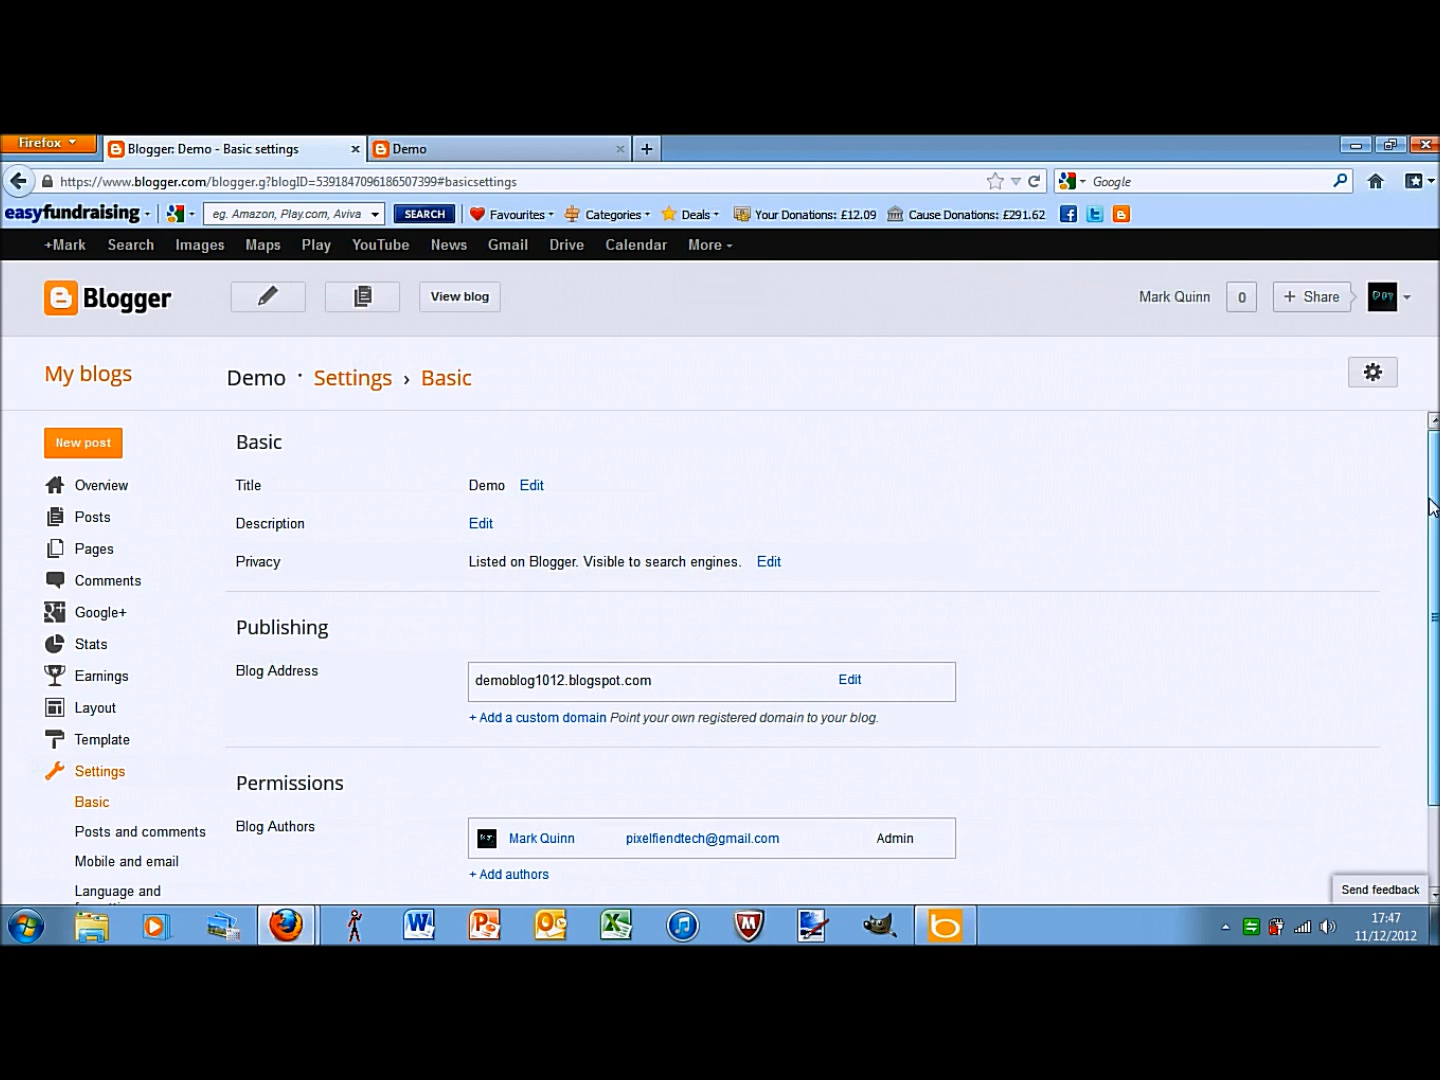 Firefox
Blogger: Demo - Basic settings
Demo
https://www.blogger.com/blogger.g?blogID=5391847096186507399#basicsettings
Google
easyfundraising
eg. Amazon, Play.com, Aviva
SEARCH
Favourites
Categories
Deals
Your Donations: £12.09
Cause Donations: £291.62
+Mark Search Images Maps Play YouTube News Gmail Drive Calendar More
Blogger
View blog
Mark Quinn
0
+ Share
My blogs
Demo · Settings › Basic
New post
Overview
Posts
Pages
Comments
Google+
Stats
Earnings
Layout
Template
Settings
Basic
Posts and comments
Mobile and email
Language and
Basic
Title
Demo Edit
Description
Edit
Privacy
Listed on Blogger. Visible to search engines. Edit
Publishing
Blog Address
demoblog1012.blogspot.com
Edit
+ Add a custom domain Point your own registered domain to your blog.
Permissions
Blog Authors
Mark Quinn
pixelfiendtech@gmail.com
Admin
+ Add authors
Send feedback
17:47
11/12/2012